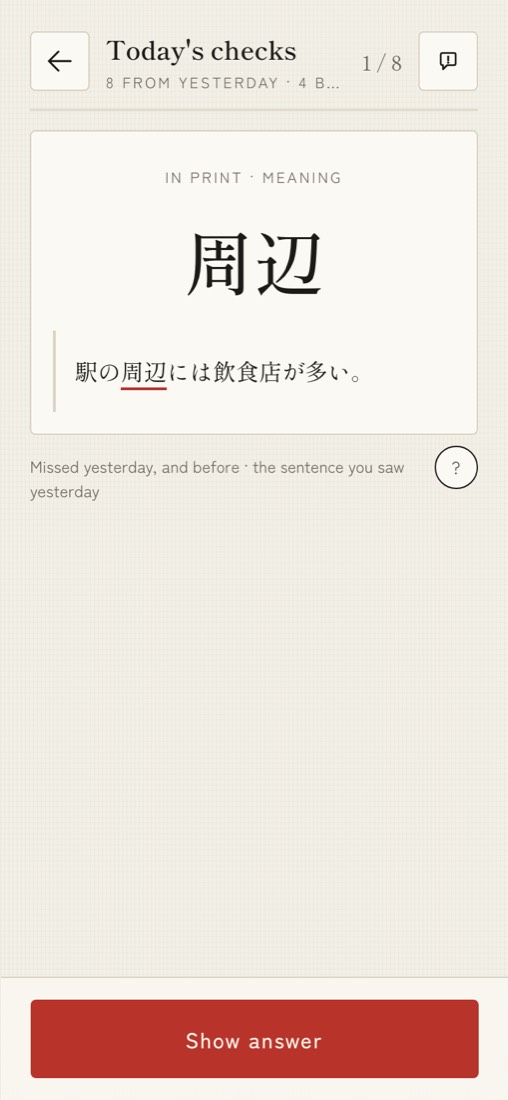 Today's checks
8 FROM YESTERDAY · 4 B...
1 / 8
IN PRINT · MEANING
周辺
駅の周辺には飲食店が多い。
Missed yesterday, and before · the sentence you saw
yesterday
?
Show answer